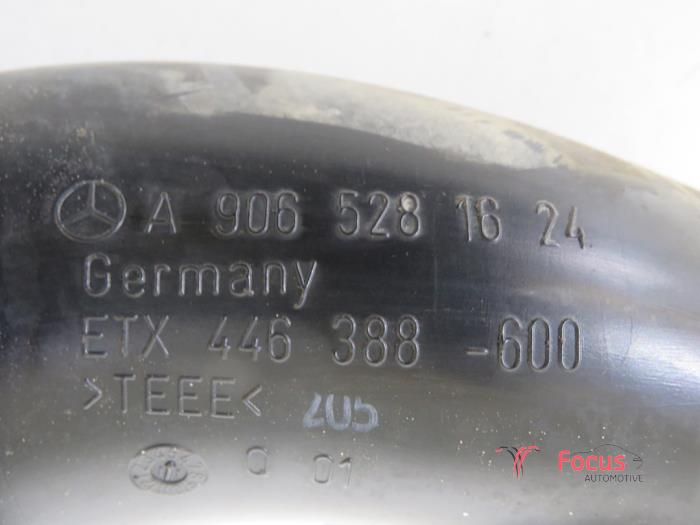 A 906 528 16 24
Germany
ETX 446 388 -600
>TEEE< 205
01
Focus
AUTOMOTIVE